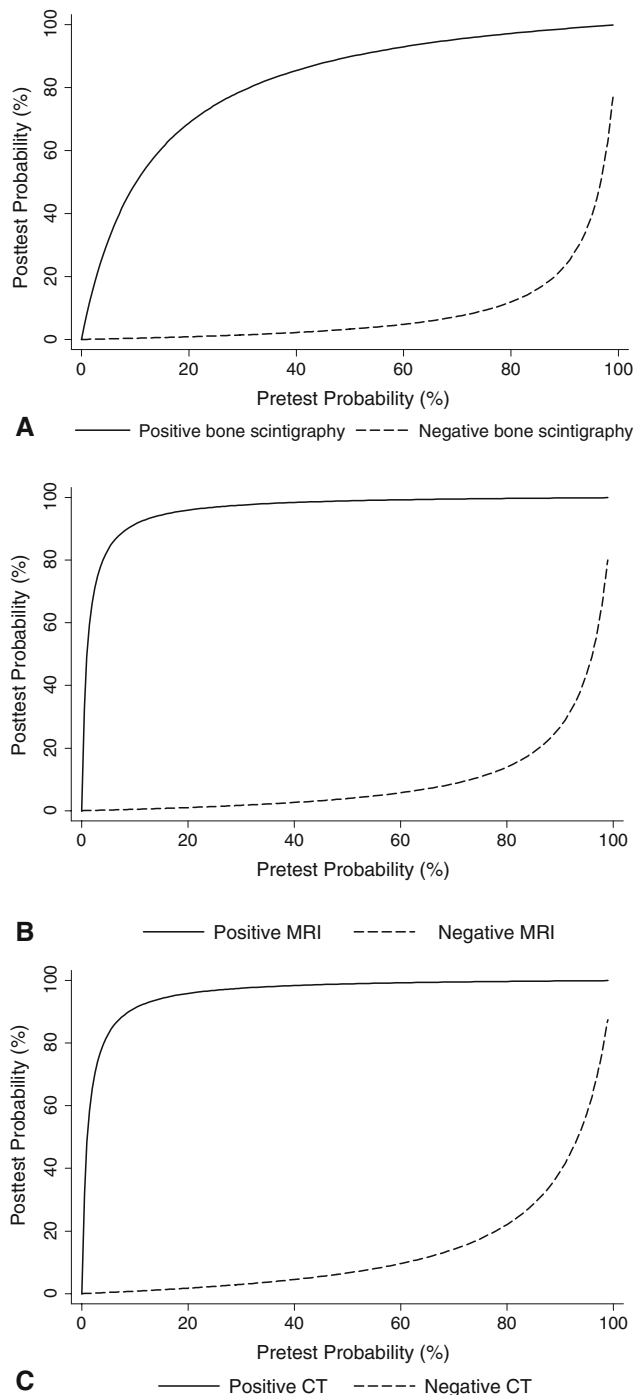 Posttest Probability (%)
100
80
60
40
20
0
0 20 40 60 80 100
Pretest Probability (%)
A
Positive bone scintigraphy Negative bone scintigraphy
Posttest Probability (%)
100
80
60
40
20
0
0 20 40 60 80 100
Pretest Probability (%)
B
Positive MRI Negative MRI
Posttest Probability (%)
100
80
60
40
20
0
0 20 40 60 80 100
Pretest Probability (%)
C
Positive CT Negative CT